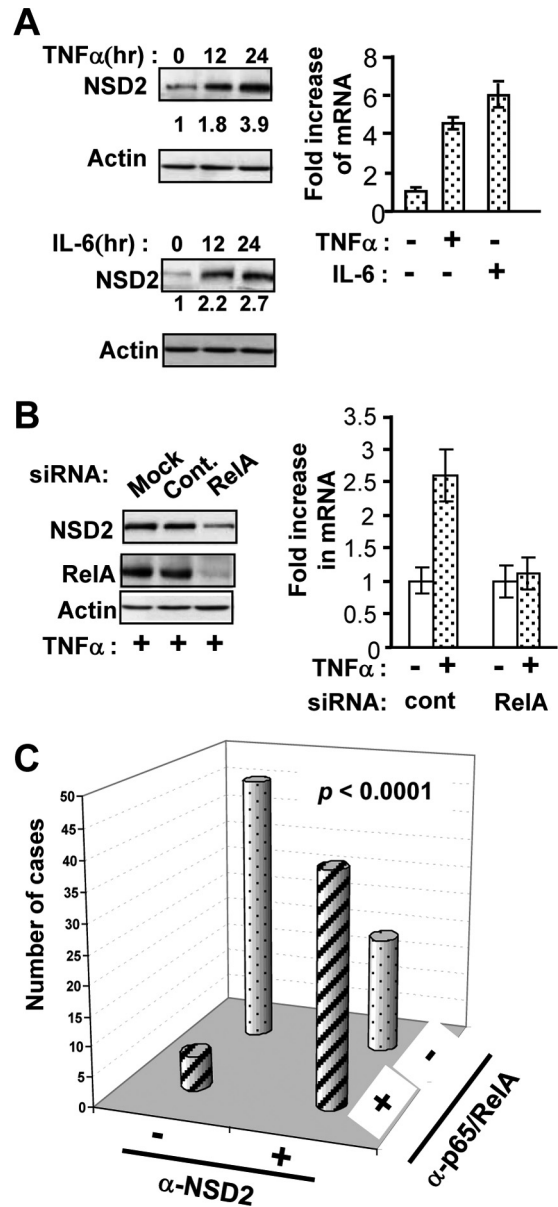 A
TNFα(hr) : 0 12 24
NSD2
1 1.8 3.9
Actin
IL-6(hr) : 0 12 24
NSD2
1 2.2 2.7
Actin
Fold increase
of mRNA
8
6
4
2
0
TNFα : - + -
IL-6 : - - +
B
siRNA: Mock Cont. RelA
NSD2
RelA
Actin
TNFα : + + +
Fold increase
in mRNA
3.5
3
2.5
2
1.5
1
0.5
0
TNFα : - + - +
siRNA: cont RelA
C
p < 0.0001
Number of cases
50
45
40
35
30
25
20
15
10
5
0
- +
α-NSD2
+ -
α-p65/RelA